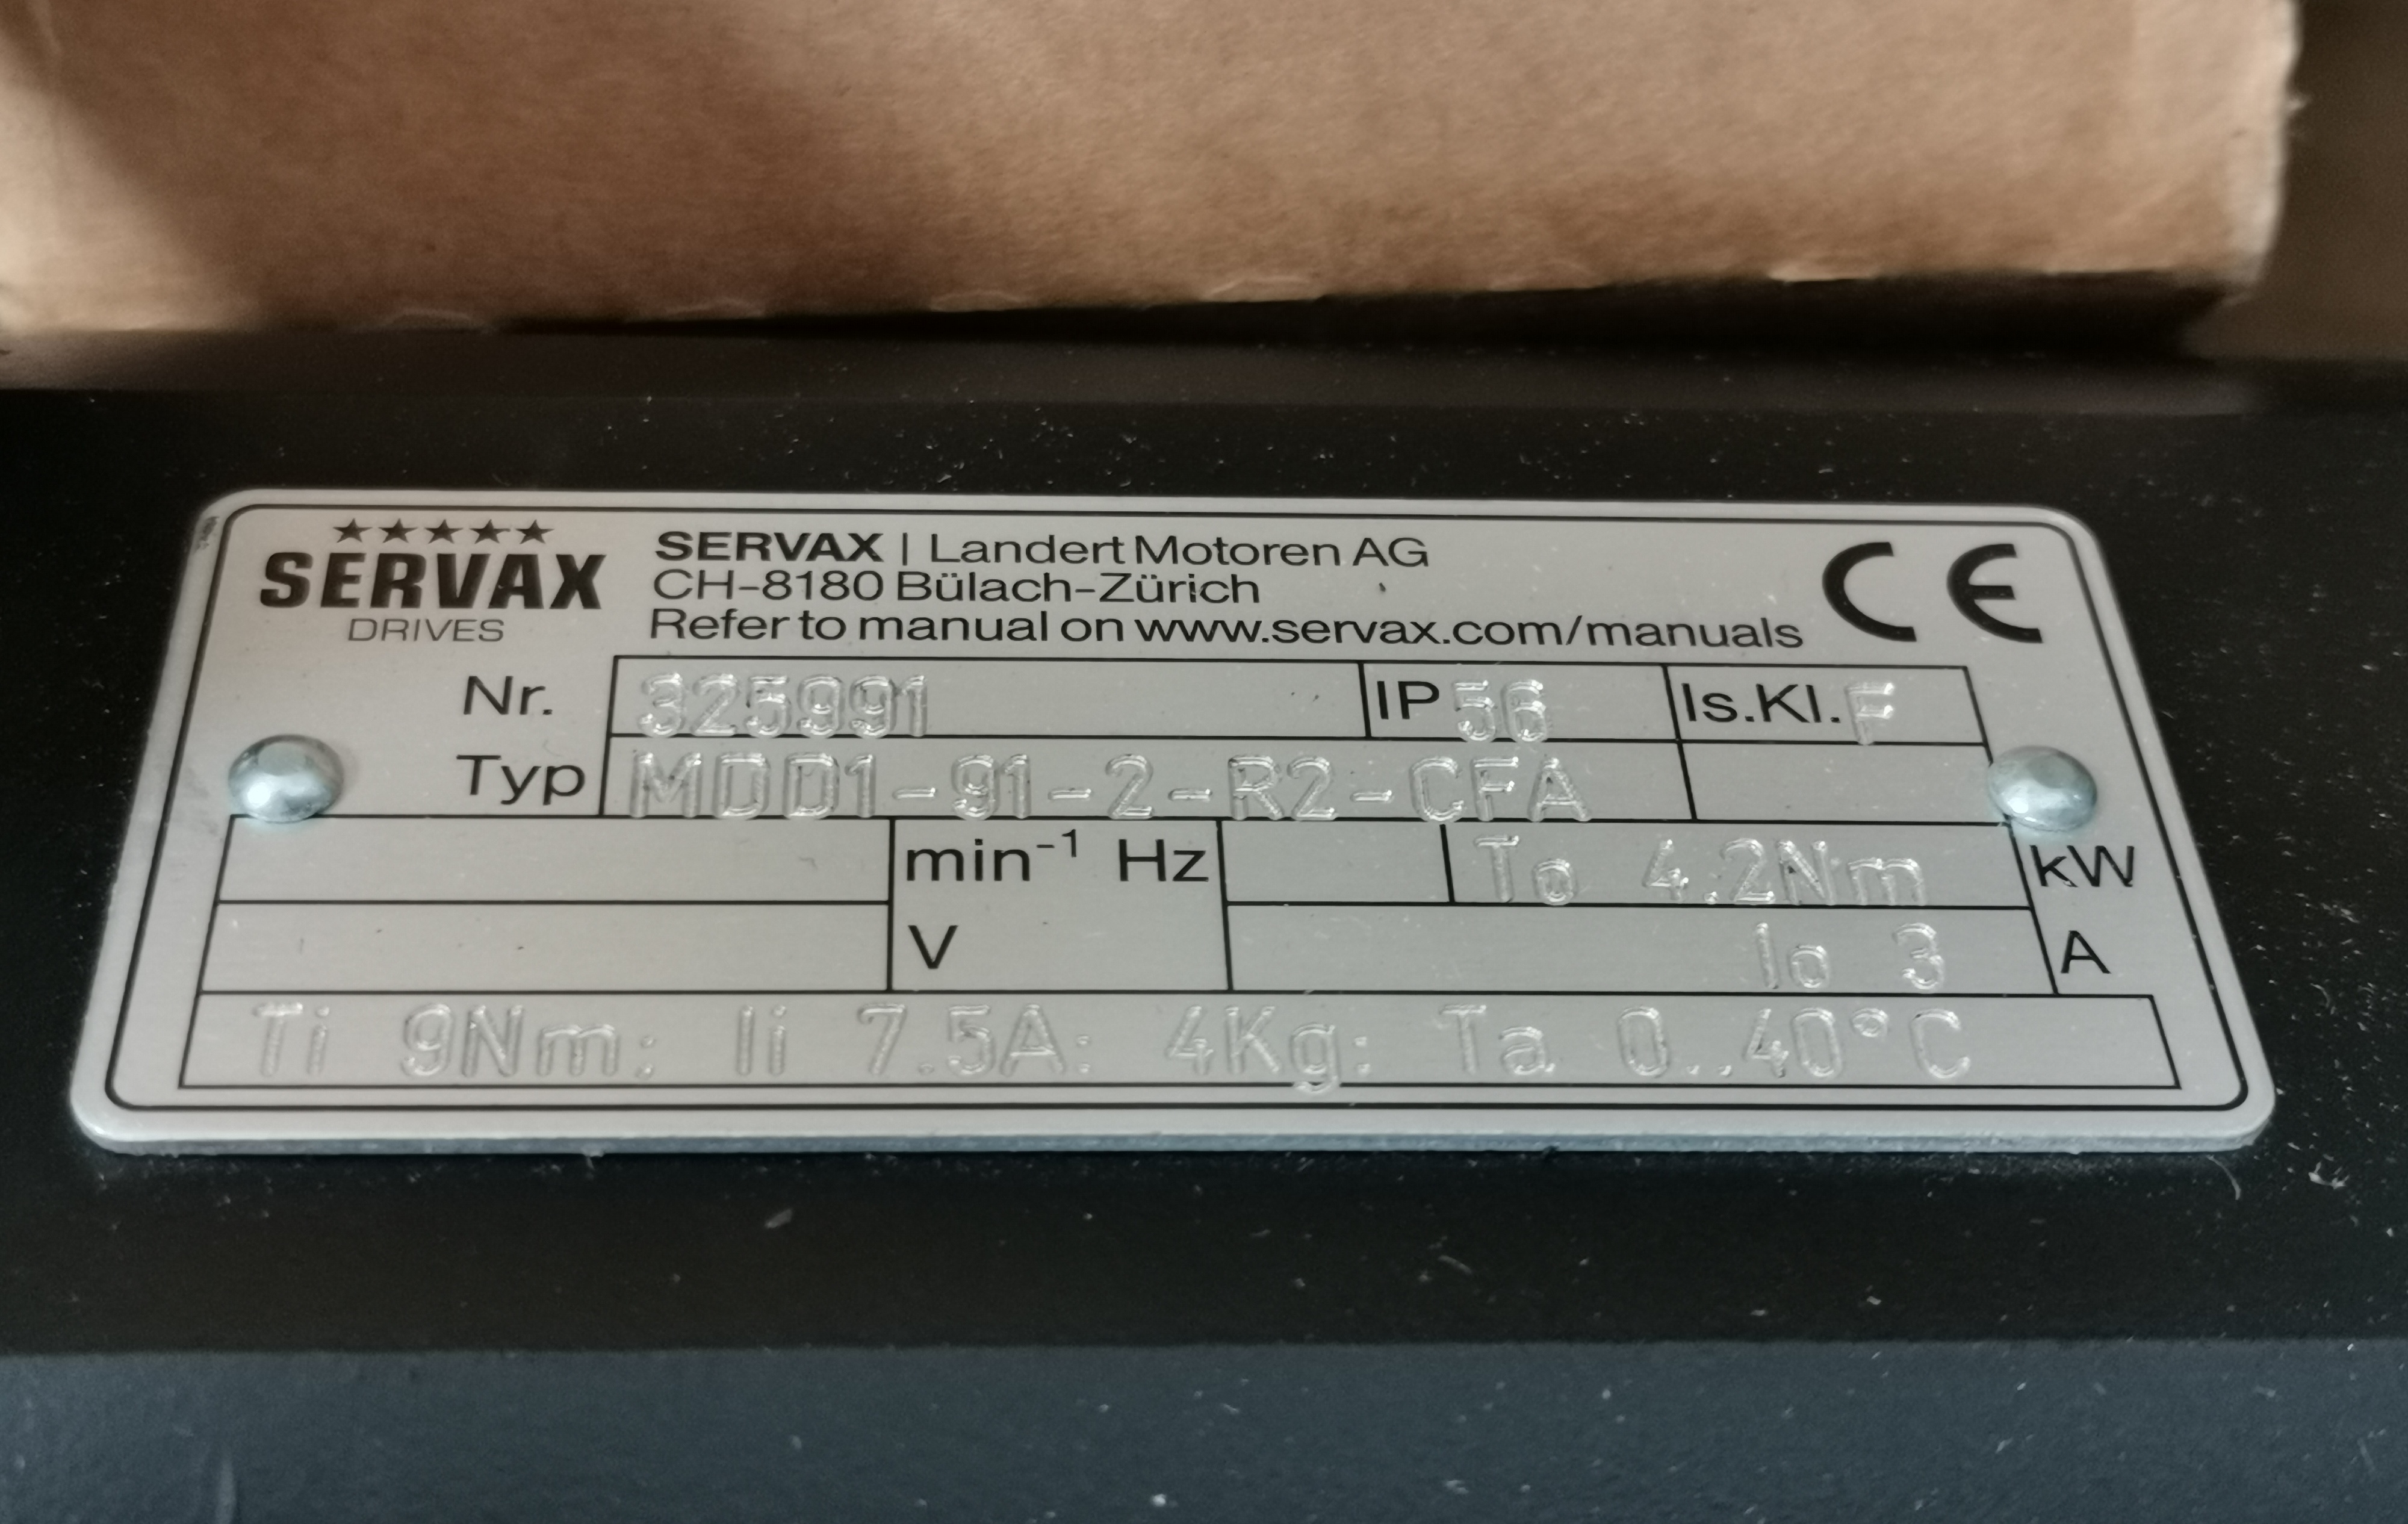 ★★★★★
SERVAX
DRIVES
SERVAX | Landert Motoren AG
CH-8180 Bülach-Zürich
Refer to manual on www.servax.com/manuals
CE
Nr. 325991 IP 56 Is.Kl. F
Typ MDD1-91-2-R2-CFA
min⁻¹ Hz To 4.2Nm kW
V Io 3 A
Ti 9Nm; Ii 7.5A; 4Kg; Ta 0..40°C